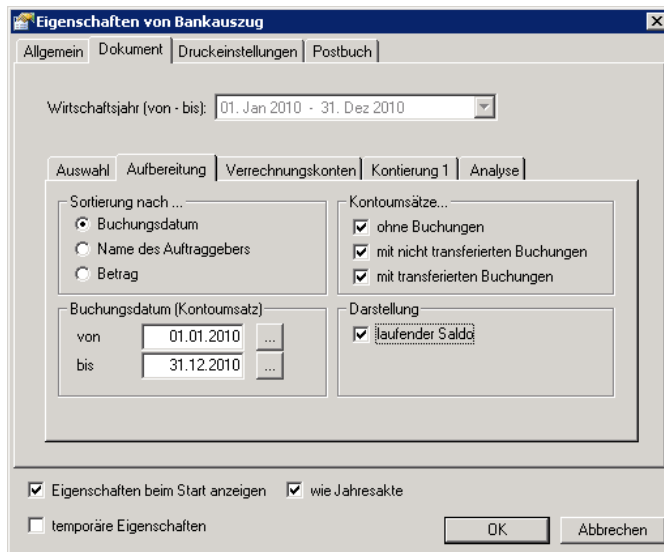 Eigenschaften von Bankauszug
Allgemein Dokument Druckeinstellungen Postbuch
Wirtschaftsjahr (von - bis): 01. Jan 2010 - 31. Dez 2010
Auswahl Aufbereitung Verrechnungskonten Kontierung 1 Analyse
Sortierung nach ...
Buchungsdatum
Name des Auftraggebers
Betrag
Kontoumsätze...
ohne Buchungen
mit nicht transferierten Buchungen
mit transferierten Buchungen
Buchungsdatum (Kontoumsatz)
von 01.01.2010 ...
bis 31.12.2010 ...
Darstellung
laufender Saldo
Eigenschaften beim Start anzeigen wie Jahresakte
temporäre Eigenschaften
OK Abbrechen